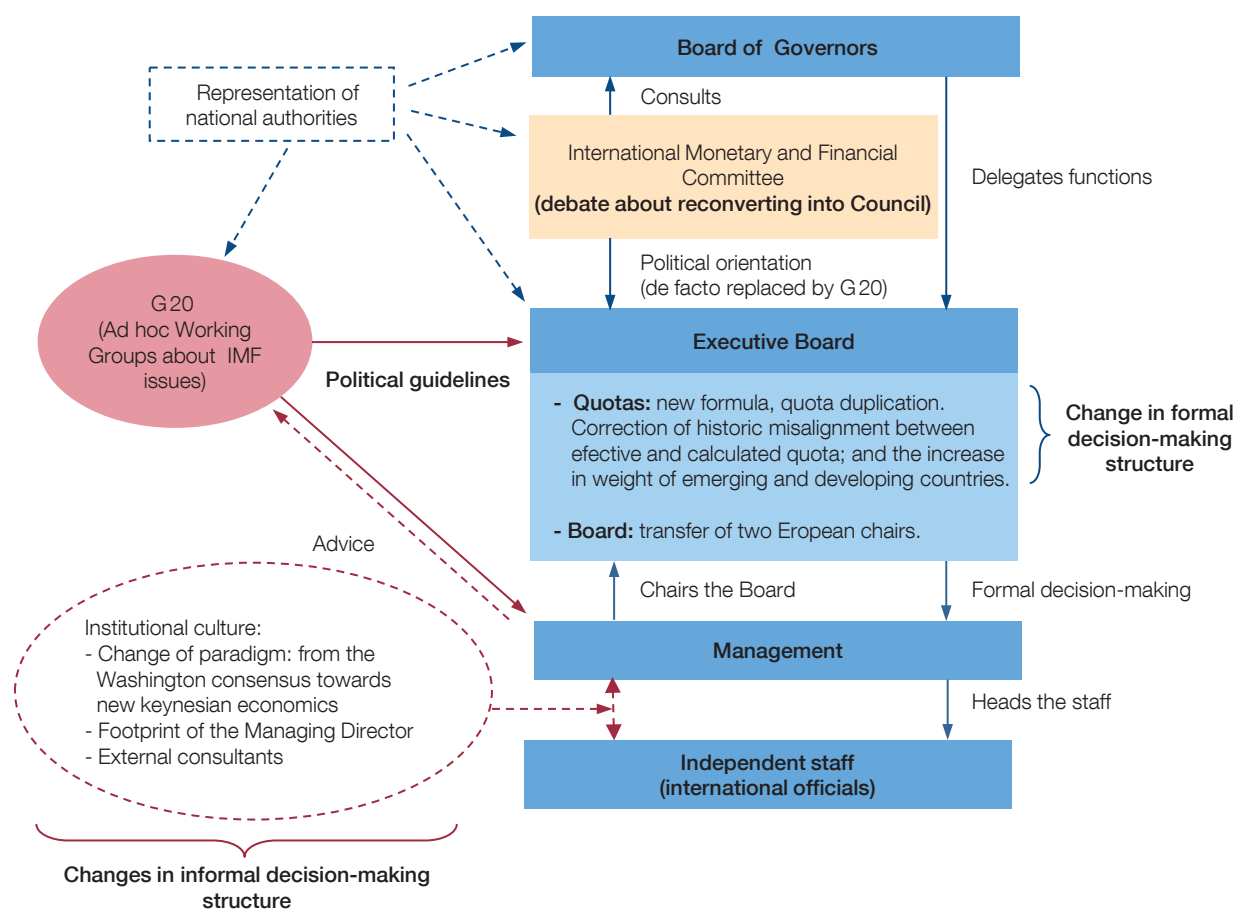 Board of Governors
Representation of
national authorities
Consults
International Monetary and Financial
Committee
(debate about reconverting into Council)
Delegates functions
Political orientation
(de facto replaced by G20)
G20
(Ad hoc Working
Groups about IMF
issues)
Executive Board
Political guidelines
- Quotas: new formula, quota duplication.
Correction of historic misalignment between
efective and calculated quota; and the increase
in weight of emerging and developing countries.
- Board: transfer of two Eropean chairs.
Change in formal
decision-making
structure
Advice
Chairs the Board
Formal decision-making
Institutional culture:
- Change of paradigm: from the
Washington consensus towards
new keynesian economics
- Footprint of the Managing Director
- External consultants
Management
Heads the staff
Independent staff
(international officials)
Changes in informal decision-making
structure